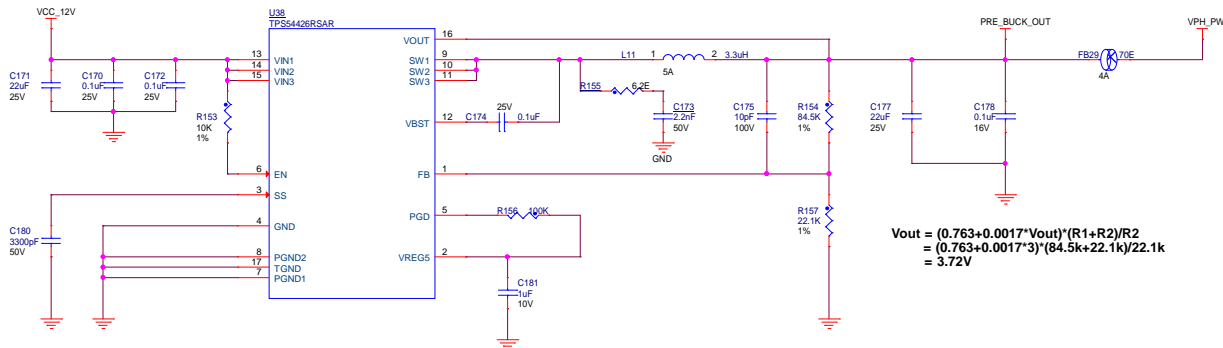 VCC_12V
U38
TPS54426RSAR
PRE_BUCK_OUT
VPH_PW
VOUT
16
13
VIN1
14
VIN2
15
VIN3
SW1
9
SW2
10
SW3
11
L11
1
2
3.3uH
5A
FB29
70E
4A
C171
22uF
25V
C170
0.1uF
25V
C172
0.1uF
25V
R153
10K
1%
R155
6.2E
C173
2.2nF
50V
GND
C175
10pF
100V
R154
84.5K
1%
C177
22uF
25V
C178
0.1uF
16V
VBST
12
C174
25V
0.1uF
6
EN
FB
1
3
SS
PGD
5
R156
100K
4
GND
R157
22.1K
1%
C180
3300pF
50V
8
PGND2
17
TGND
7
PGND1
VREG5
2
C181
1uF
10V
Vout = (0.763+0.0017*Vout)*(R1+R2)/R2
= (0.763+0.0017*3)*(84.5k+22.1k)/22.1k
= 3.72V